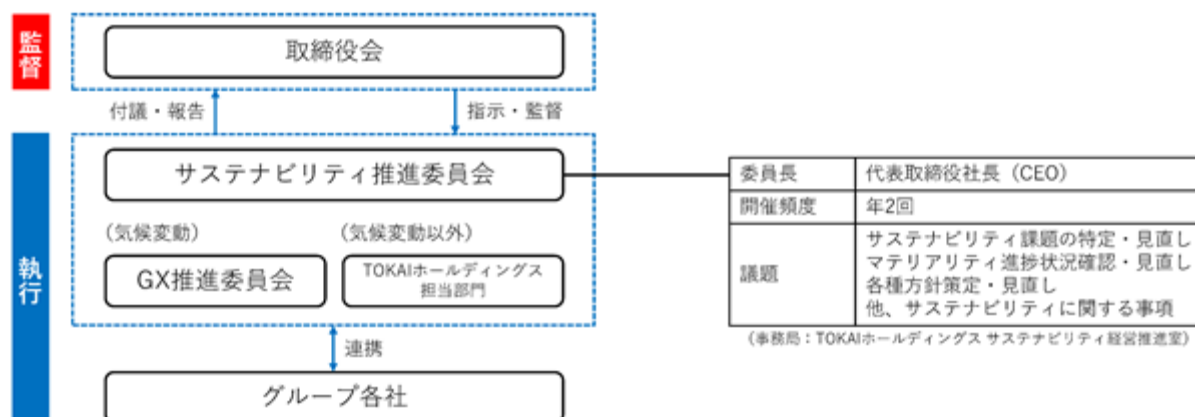 監督
取締役会
付議・報告
指示・監督
執行
サステナビリティ推進委員会
(気候変動)
(気候変動以外)
GX推進委員会
TOKAIホールディングス
担当部門
連携
グループ各社
委員長 代表取締役社長（CEO）
開催頻度 年2回
議題
サステナビリティ課題の特定・見直し
マテリアリティ進捗状況確認・見直し
各種方針策定・見直し
他、サステナビリティに関する事項
（事務局：TOKAIホールディングス サステナビリティ経営推進室）